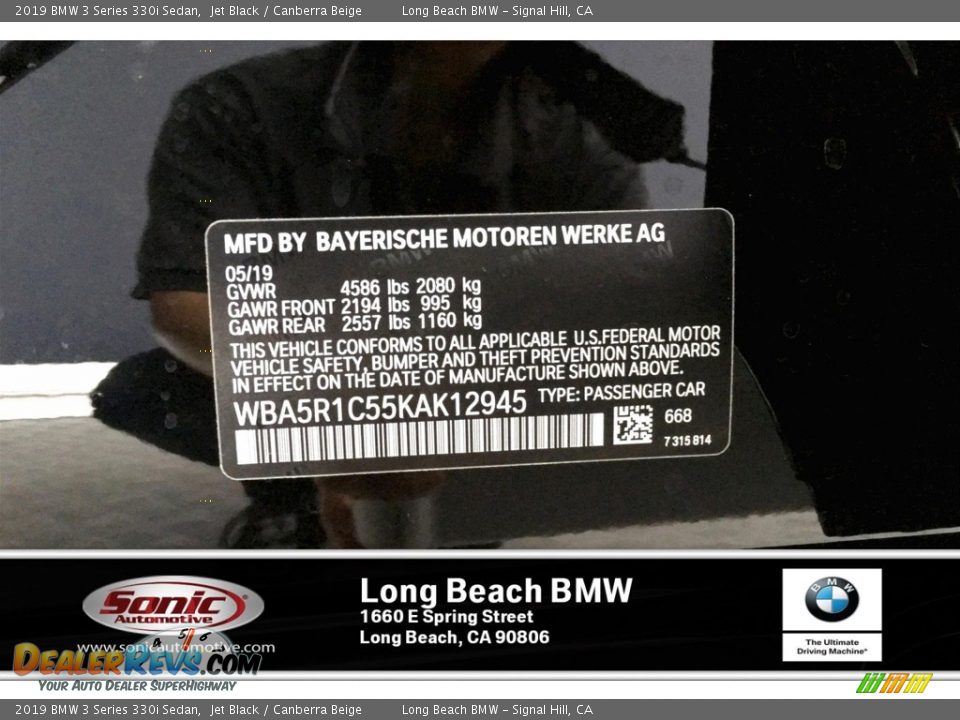 2019 BMW 3 Series 330i Sedan,  Jet Black / Canberra Beige    Long Beach BMW – Signal Hill, CA
MFD BY BAYERISCHE MOTOREN WERKE AG
05/19
GVWR 4586 lbs 2080 kg
GAWR FRONT 2194 lbs 995 kg
GAWR REAR 2557 lbs 1160 kg
THIS VEHICLE CONFORMS TO ALL APPLICABLE U.S.FEDERAL MOTOR
VEHICLE SAFETY, BUMPER AND THEFT PREVENTION STANDARDS
IN EFFECT ON THE DATE OF MANUFACTURE SHOWN ABOVE.
WBA5R1C55KAK12945 TYPE: PASSENGER CAR
668
7 315 814
Sonic
Automotive
www.sonicautomotive.com
Long Beach BMW
1660 E Spring Street
Long Beach, CA 90806
BMW
The Ultimate
Driving Machine®
4 5 6
DealerRevs.com
Your Auto Dealer SuperHighway
2019 BMW 3 Series 330i Sedan,  Jet Black / Canberra Beige    Long Beach BMW – Signal Hill, CA